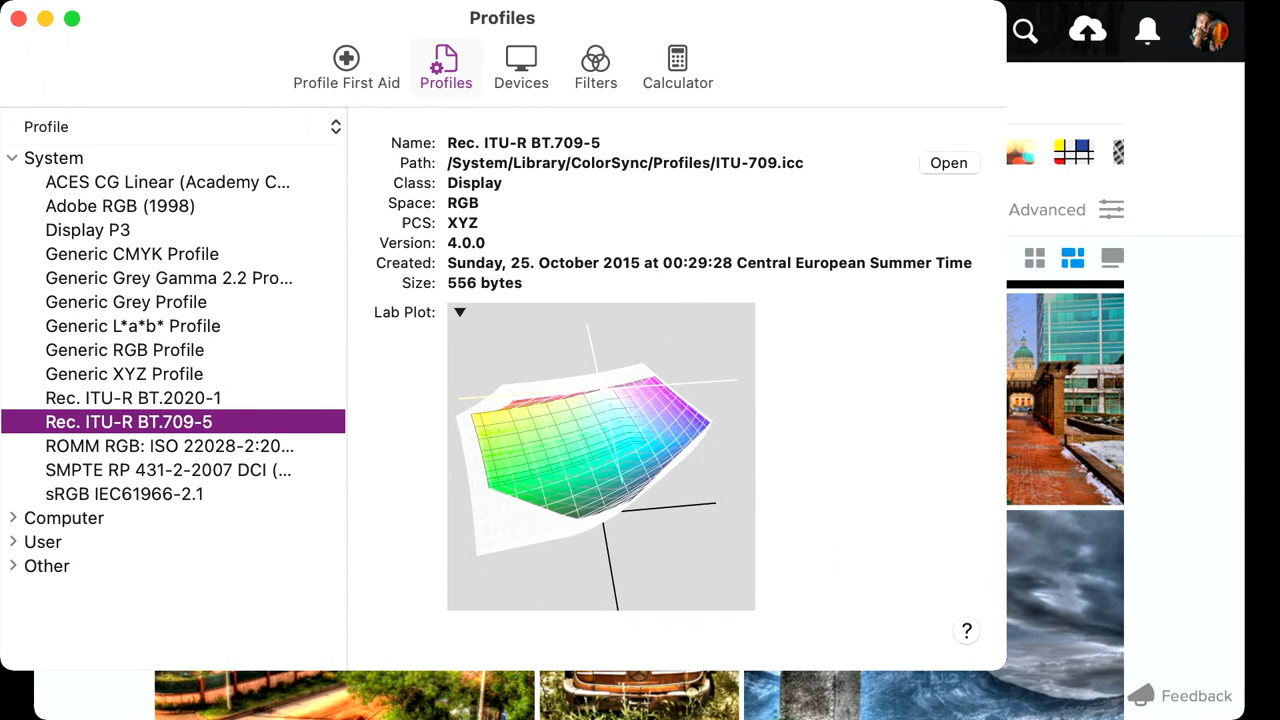 Profiles
Profile First Aid
Profiles
Devices
Filters
Calculator
Profile
System
ACES CG Linear (Academy C...
Adobe RGB (1998)
Display P3
Generic CMYK Profile
Generic Grey Gamma 2.2 Pro...
Generic Grey Profile
Generic L*a*b* Profile
Generic RGB Profile
Generic XYZ Profile
Rec. ITU-R BT.2020-1
Rec. ITU-R BT.709-5
ROMM RGB: ISO 22028-2:20...
SMPTE RP 431-2-2007 DCI (...
sRGB IEC61966-2.1
Computer
User
Other
Name: Rec. ITU-R BT.709-5
Path: /System/Library/ColorSync/Profiles/ITU-709.icc
Open
Class: Display
Space: RGB
PCS: XYZ
Version: 4.0.0
Created: Sunday, 25. October 2015 at 00:29:28 Central European Summer Time
Size: 556 bytes
Lab Plot:
?
Advanced
Feedback